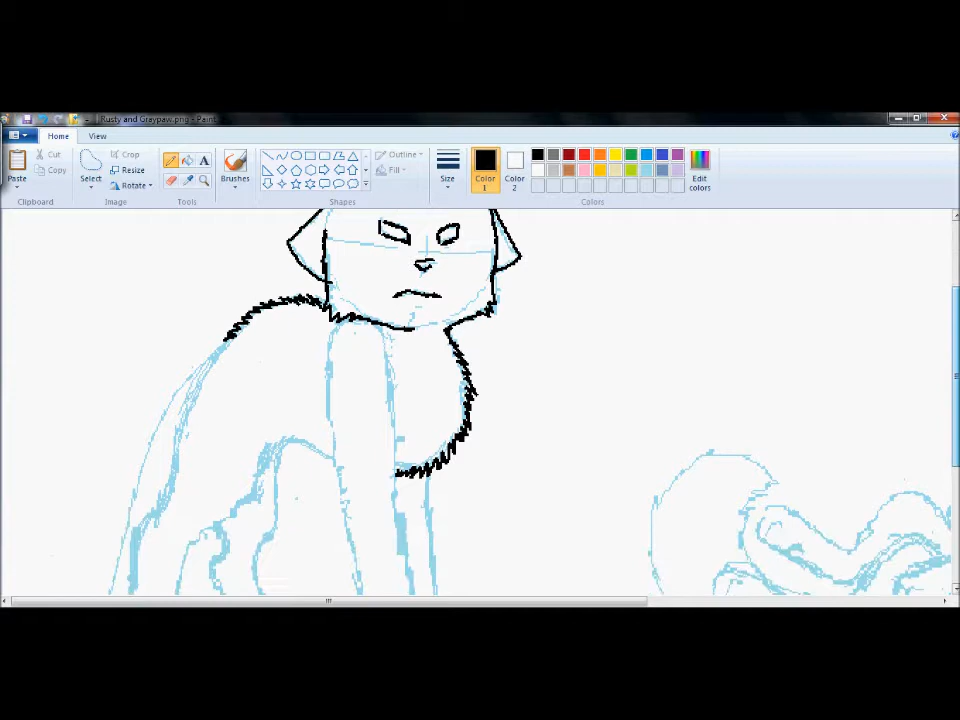 Rusty and Graypaw.png - Paint
Home View
Paste
Cut
Copy
Clipboard
Select
Crop
Resize
Rotate
Image
Tools
Brushes
Outline
Fill
Shapes
Size
Color 1
Color 2
Edit colors
Colors